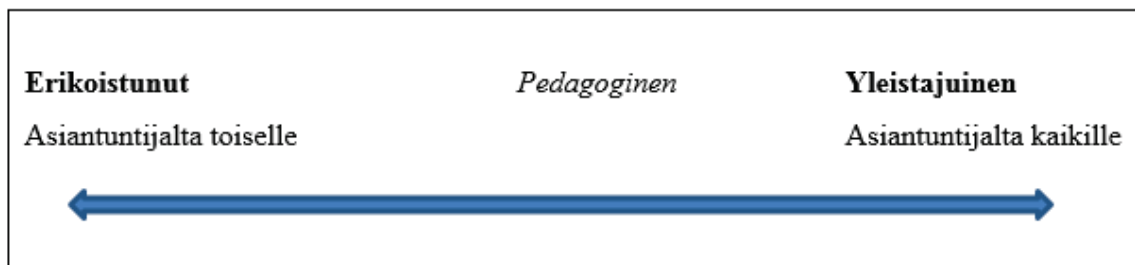 Erikoistunut Pedagoginen Yleistajuinen
Asiantuntijalta toiselle Asiantuntijalta kaikille